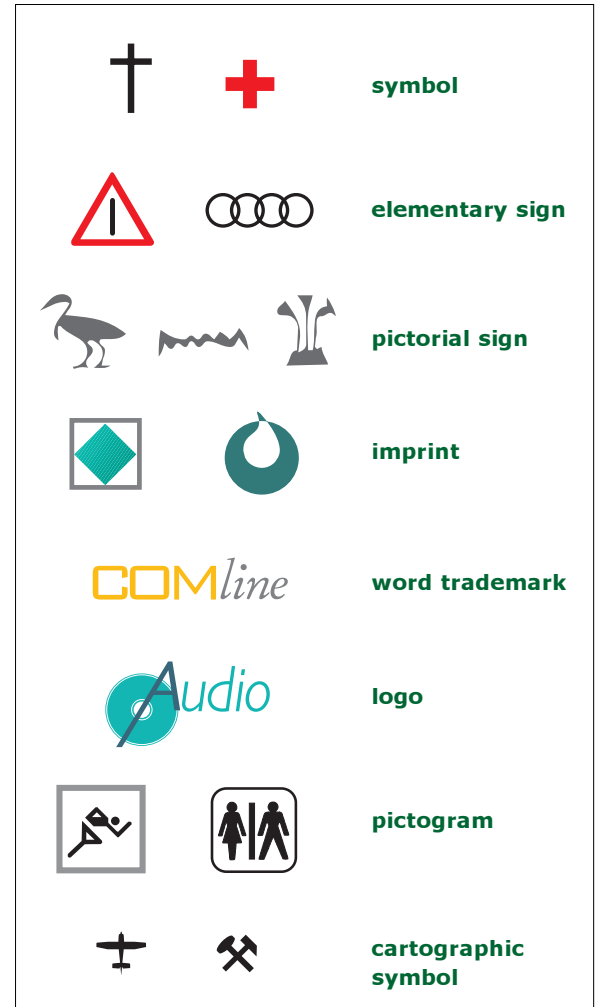 symbol
elementary sign
pictorial sign
imprint
COMline
word trademark
Audio
logo
pictogram
cartographic
symbol